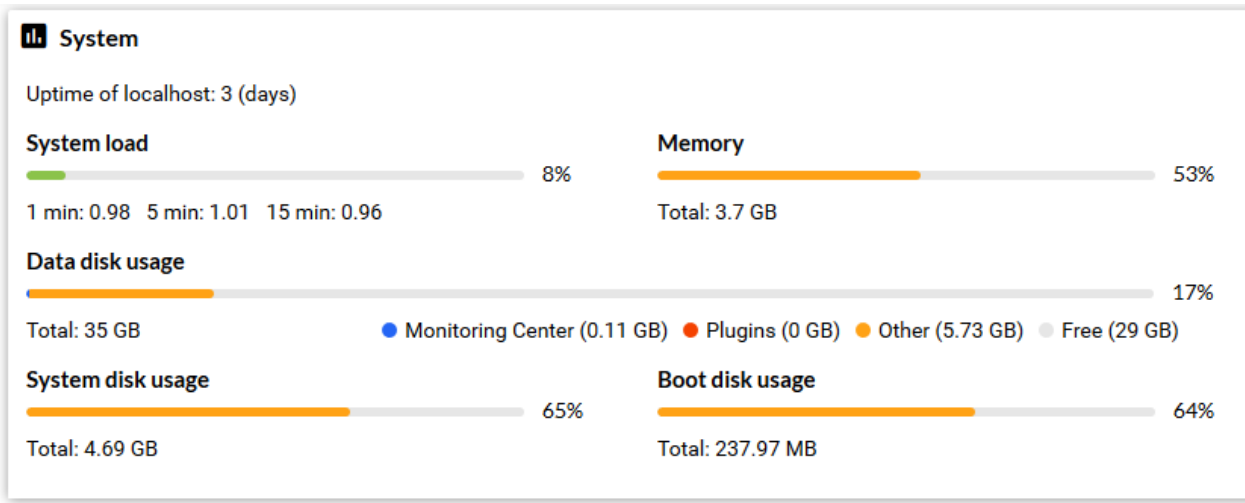 System
Uptime of localhost: 3 (days)
System load
8%
1 min: 0.98 5 min: 1.01 15 min: 0.96
Memory
53%
Total: 3.7 GB
Data disk usage
17%
Total: 35 GB
Monitoring Center (0.11 GB) Plugins (0 GB) Other (5.73 GB) Free (29 GB)
System disk usage
65%
Total: 4.69 GB
Boot disk usage
64%
Total: 237.97 MB